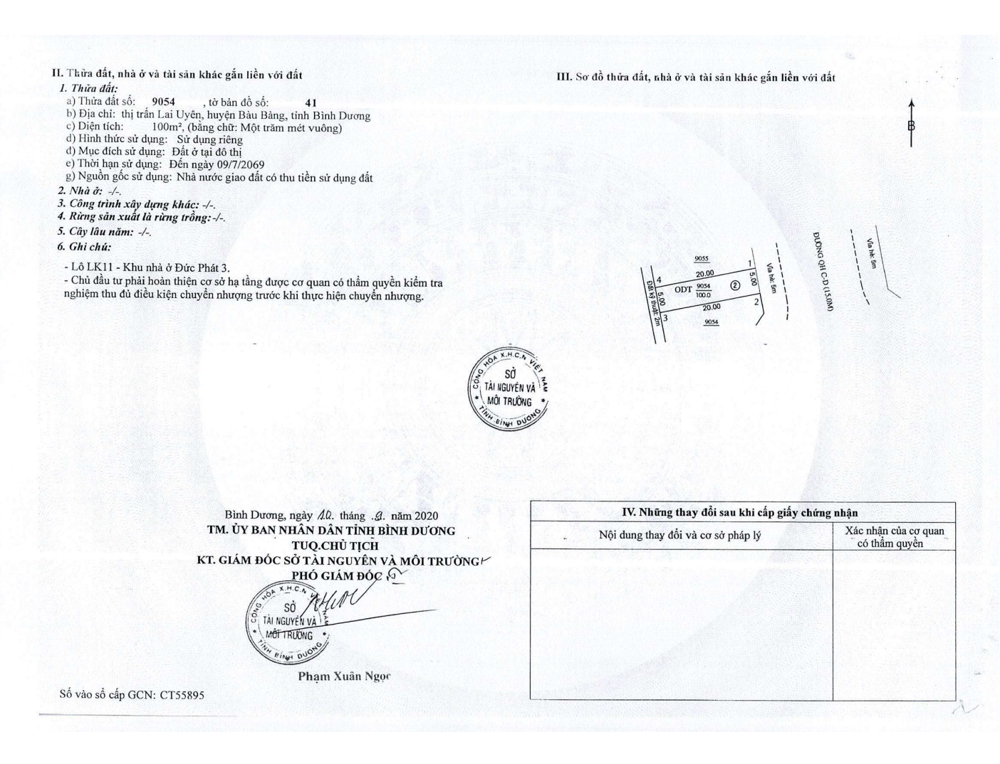 II. Thửa đất, nhà ở và tài sản khác gắn liền với đất
1. Thửa đất:
a) Thửa đất số: 9054 , tờ bản đồ số: 41
b) Địa chỉ: thị trấn Lai Uyên, huyện Bàu Bàng, tỉnh Bình Dương
c) Diện tích: 100m², (bằng chữ: Một trăm mét vuông)
d) Hình thức sử dụng: Sử dụng riêng
đ) Mục đích sử dụng: Đất ở tại đô thị
e) Thời hạn sử dụng: Đến ngày 09/7/2069
g) Nguồn gốc sử dụng: Nhà nước giao đất có thu tiền sử dụng đất
2. Nhà ở: -/-.
3. Công trình xây dựng khác: -/-.
4. Rừng sản xuất là rừng trồng:-/-.
5. Cây lâu năm: -/-.
6. Ghi chú:
- Lô LK11 - Khu nhà ở Đức Phát 3.
- Chủ đầu tư phải hoàn thiện cơ sở hạ tầng được cơ quan có thẩm quyền kiểm tra
nghiệm thu đủ điều kiện chuyển nhượng trước khi thực hiện chuyển nhượng.
III. Sơ đồ thửa đất, nhà ở và tài sản khác gắn liền với đất
B
9055
20.00
1
4
5.00
ODT 9054
100.0
2
5.00
20.00
2
3
9054
Đất kỹ thuật: 2m
Vỉa hè: 5m
ĐƯỜNG QH C-D (15.0M)
Vỉa hè: 5m
CỘNG HÒA X.H.C.N VIỆT NAM
SỞ
TÀI NGUYÊN VÀ
MÔI TRƯỜNG
TỈNH BÌNH DƯƠNG
Bình Dương, ngày 10. tháng .9. năm 2020
TM. ỦY BAN NHÂN DÂN TỈNH BÌNH DƯƠNG
TUQ.CHỦ TỊCH
KT. GIÁM ĐỐC SỞ TÀI NGUYÊN VÀ MÔI TRƯỜNG
PHÓ GIÁM ĐỐC
CỘNG HÒA X.H.C.N VIỆT NAM
SỞ
TÀI NGUYÊN VÀ
MÔI TRƯỜNG
TỈNH BÌNH DƯƠNG
Phạm Xuân Ngọc
Số vào sổ cấp GCN: CT55895
IV. Những thay đổi sau khi cấp giấy chứng nhận
Nội dung thay đổi và cơ sở pháp lý
Xác nhận của cơ quan
có thẩm quyền